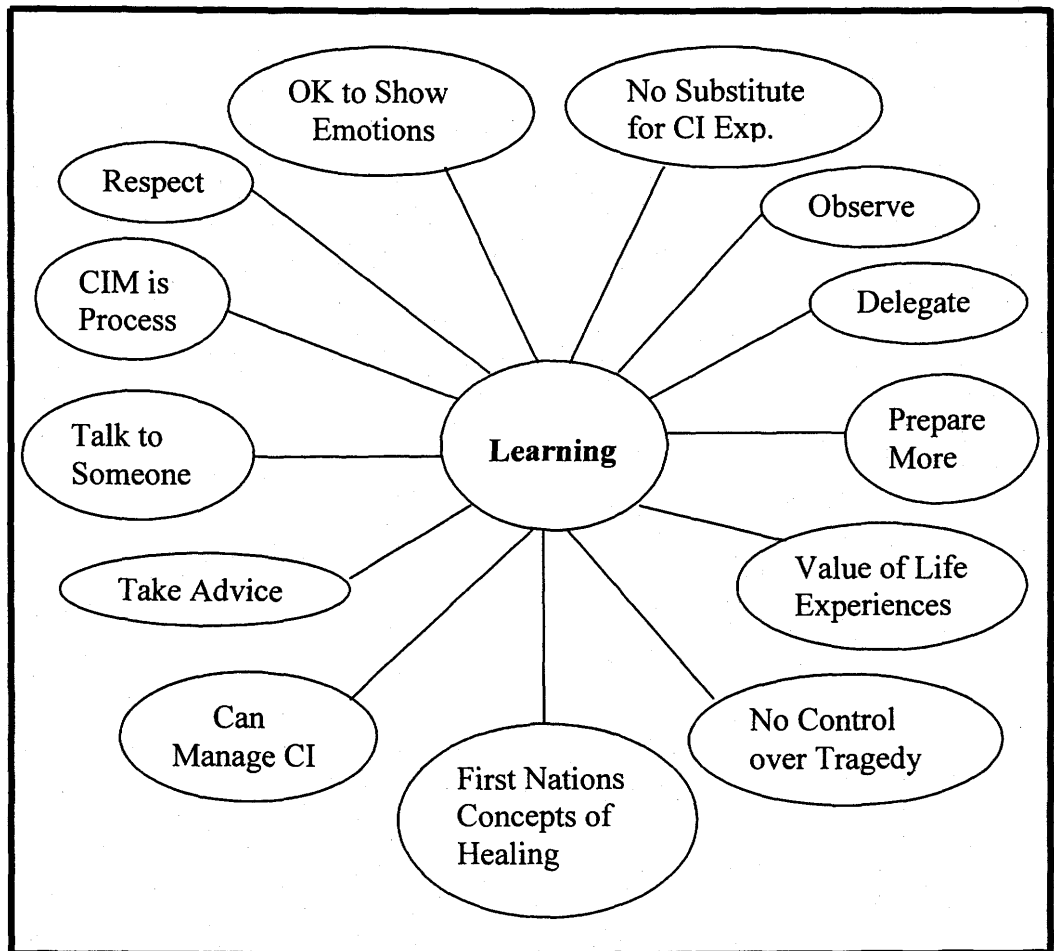 OK to Show
Emotions
No Substitute
for CI Exp.
Respect
Observe
CIM is
Process
Delegate
Talk to
Someone
Learning
Prepare
More
Take Advice
Value of Life
Experiences
Can
Manage CI
First Nations
Concepts of
Healing
No Control
over Tragedy